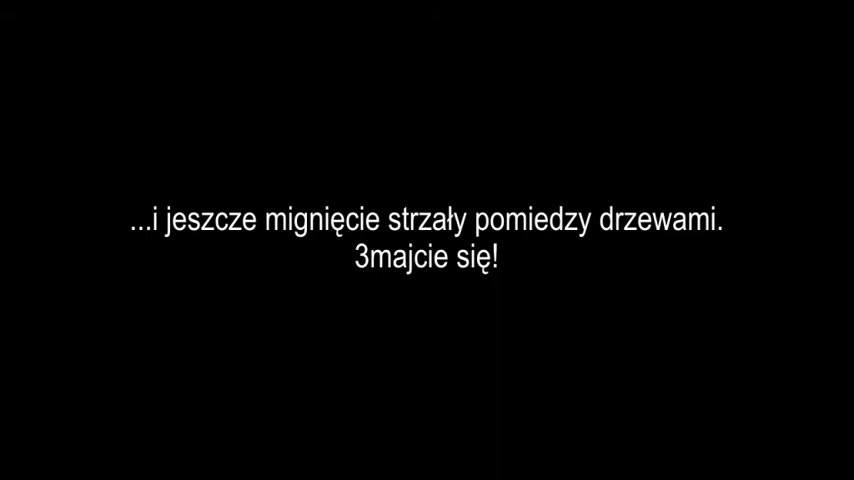 ...i jeszcze mignięcie strzały pomiedzy drzewami.
3majcie się!